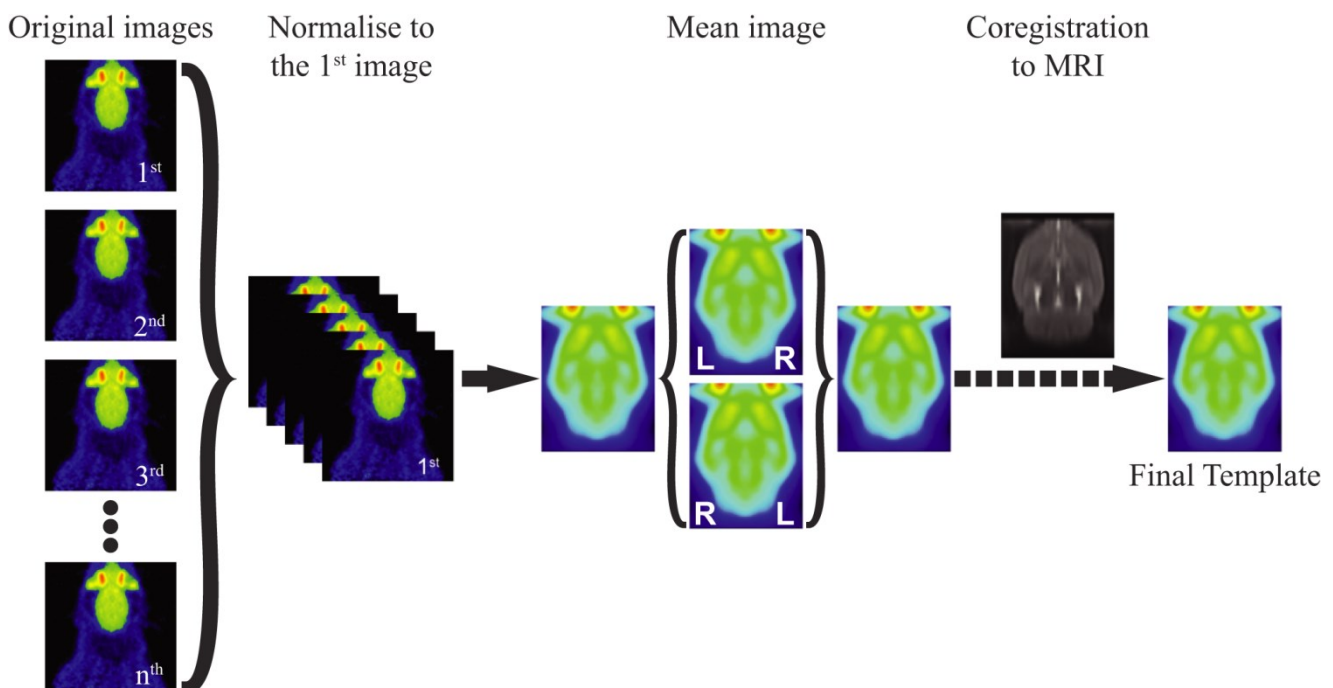 Original images
Normalise to
the 1st image
Mean image
Coregistration
to MRI
1st
2nd
3rd
nth
1st
L R
R L
Final Template